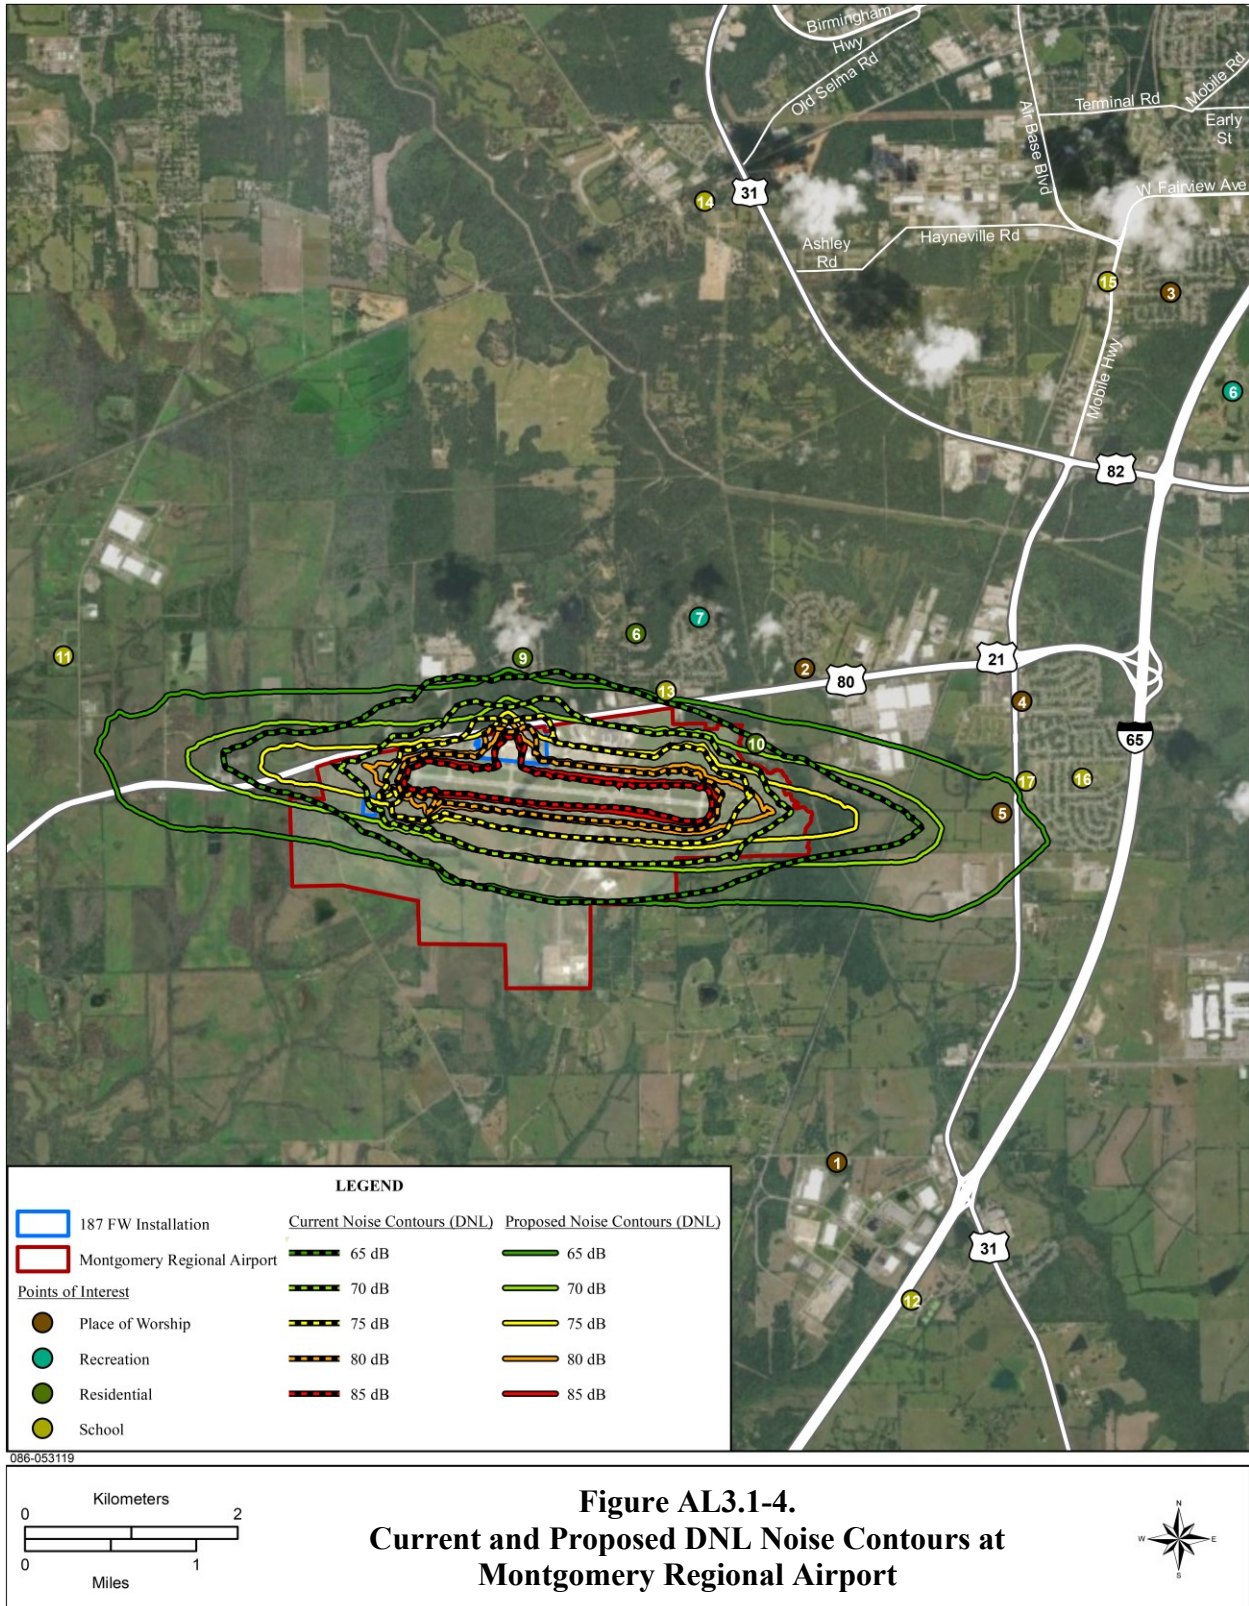 Birmingham
Hwy
Old Selma Rd
Air Base Blvd
Terminal Rd
Mobile Rd
Early
St
W Fairview Ave
14
31
Ashley
Rd
Hayneville Rd
15
3
Mobile Hwy
6
82
7
6
11
9
2
21
80
13
4
10
65
17
16
5
1
31
12
LEGEND
187 FW Installation
Montgomery Regional Airport
Points of Interest
Place of Worship
Recreation
Residential
School
Current Noise Contours (DNL)
65 dB
70 dB
75 dB
80 dB
85 dB
Proposed Noise Contours (DNL)
65 dB
70 dB
75 dB
80 dB
85 dB
086-053119
Kilometers
0 2
0 1
Miles
Figure AL3.1-4.
Current and Proposed DNL Noise Contours at
Montgomery Regional Airport
N
W E
S